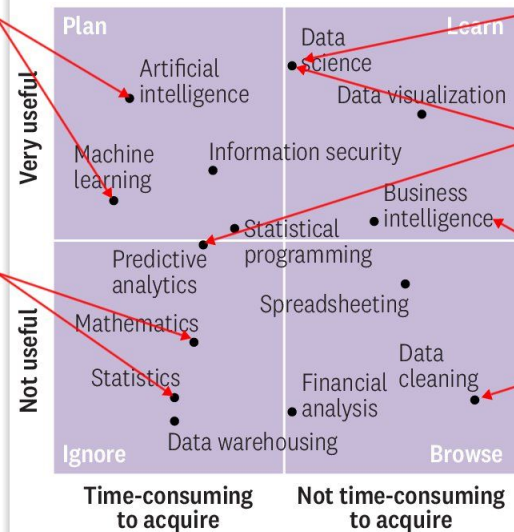 Plan
Learn
Data
science
Artificial
intelligence
Data visualization
Very useful
Machine
learning
Information security
Business
intelligence
Statistical
programming
Predictive
analytics
Spreadsheeting
Not useful
Mathematics
Statistics
Data
cleaning
Financial
analysis
Data warehousing
Ignore
Browse
Time-consuming
to acquire
Not time-consuming
to acquire